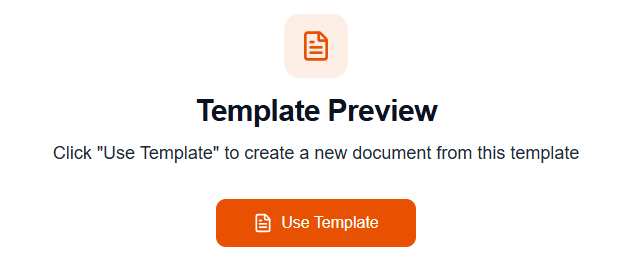 Template Preview
Click "Use Template" to create a new document from this template
Use Template